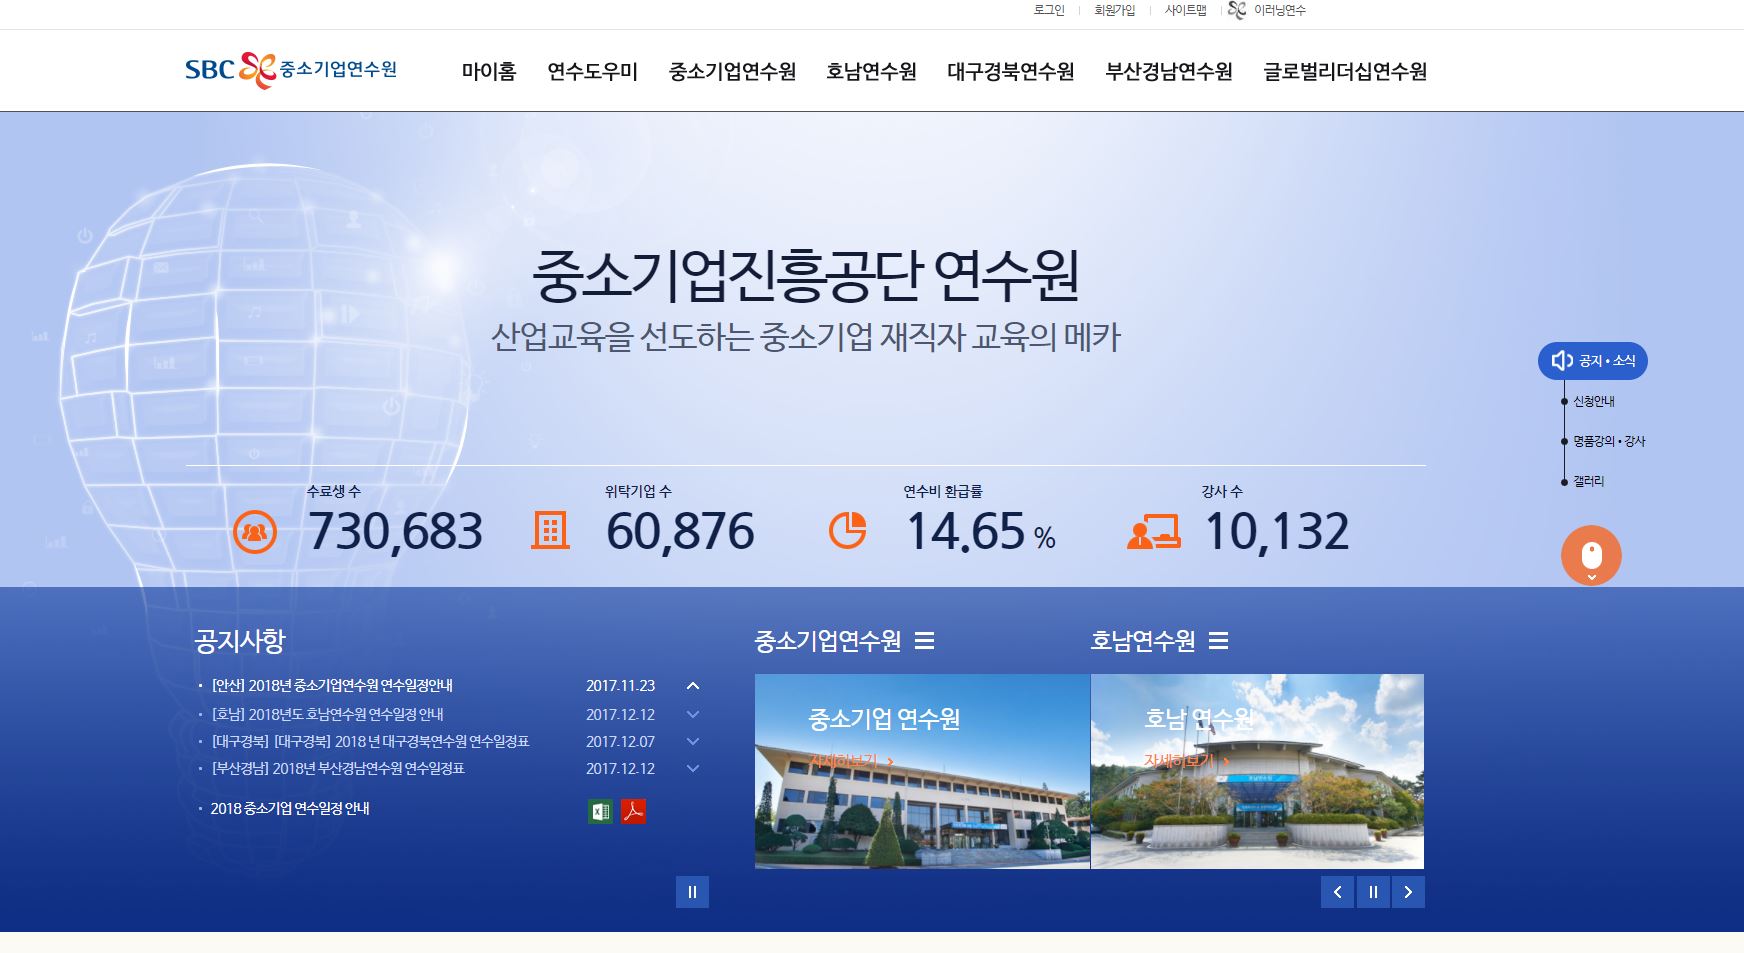 로그인 회원가입 사이트맵 이러닝연수
SBC 중소기업연수원 마이홈 연수도우미 중소기업연수원 호남연수원 대구경북연수원 부산경남연수원 글로벌리더십연수원
중소기업진흥공단 연수원
산업교육을 선도하는 중소기업 재직자 교육의 메카
공지 • 소식
신청안내
명품강의 • 강사
갤러리
수료생 수 위탁기업 수 연수비 환급률 강사 수
730,683 60,876 14.65 % 10,132
공지사항
· [안산] 2018년 중소기업연수원 연수일정안내 2017.11.23
· [호남] 2018년도 호남연수원 연수일정 안내 2017.12.12
· [대구경북] [대구경북] 2018 년 대구경북연수원 연수일정표 2017.12.07
· [부산경남] 2018년 부산경남연수원 연수일정표 2017.12.12
· 2018 중소기업 연수일정 안내
중소기업연수원 호남연수원
중소기업 연수원 호남 연수원
자세히보기 자세히보기
호남연수원